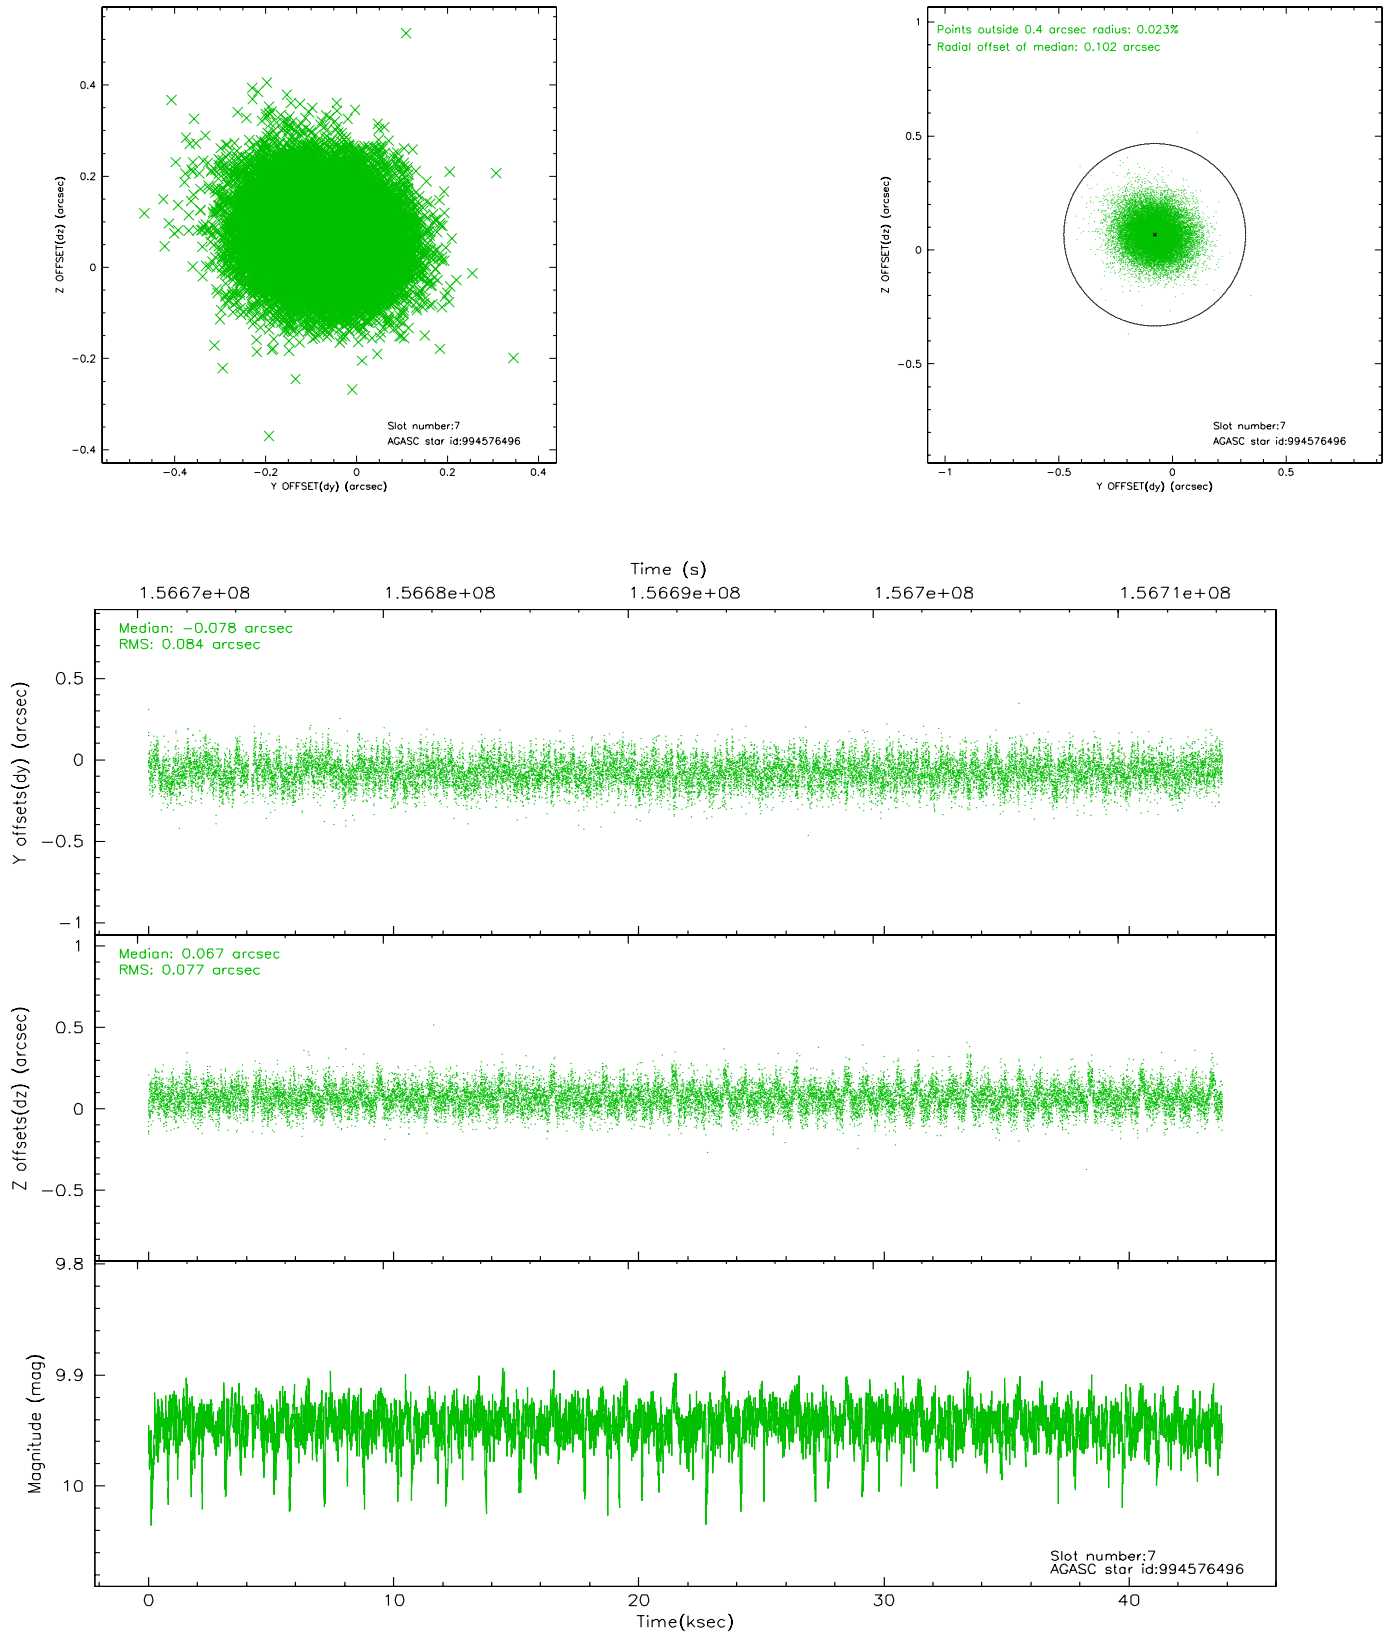 0.4
0.2
0
−0.2
−0.4
Z OFFSET(dz) (arcsec)
−0.4
−0.2
0
0.2
0.4
Y OFFSET(dy) (arcsec)
Slot number:7
AGASC star id:994576496
Points outside 0.4 arcsec radius: 0.023%
Radial offset of median: 0.102 arcsec
1
0.5
0
−0.5
Z OFFSET(dz) (arcsec)
−1
−0.5
0
0.5
Y OFFSET(dy) (arcsec)
Slot number:7
AGASC star id:994576496
Time (s)
1.5667e+08
1.5668e+08
1.5669e+08
1.567e+08
1.5671e+08
Median: −0.078 arcsec
RMS: 0.084 arcsec
0.5
0
−0.5
−1
Y offsets(dy) (arcsec)
Median: 0.067 arcsec
RMS: 0.077 arcsec
1
0.5
0
−0.5
Z offsets(dz) (arcsec)
9.8
9.9
10
Magnitude (mag)
Slot number:7
AGASC star id:994576496
0
10
20
30
40
Time(ksec)